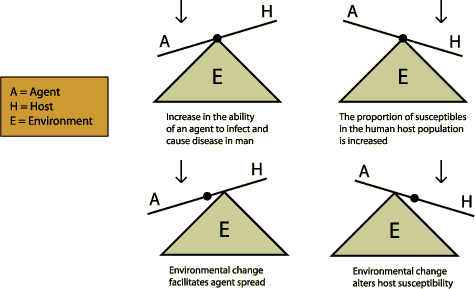 A = Agent
H = Host
E = Environment
A
H
E
Increase in the ability
of an agent to infect and
cause disease in man
A
H
E
The proportion of susceptibles
in the human host population
is increased
A
H
E
Environmental change
facilitates agent spread
A
H
E
Environmental change
alters host susceptibility